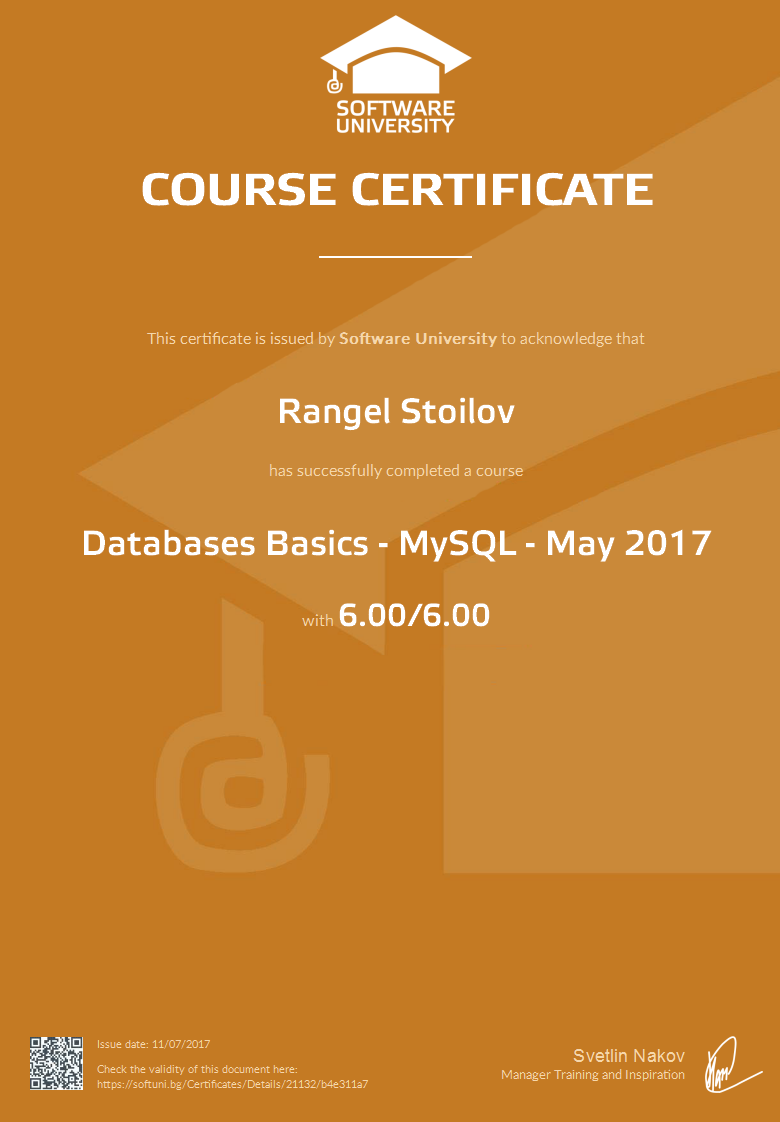 SOFTWARE
UNIVERSITY
COURSE CERTIFICATE
This certificate is issued by Software University to acknowledge that
Rangel Stoilov
has successfully completed a course
Databases Basics - MySQL - May 2017
with 6.00/6.00
Issue date: 11/07/2017
Check the validity of this document here:
https://softuni.bg/Certificates/Details/21132/b4e311a7
Svetlin Nakov
Manager Training and Inspiration